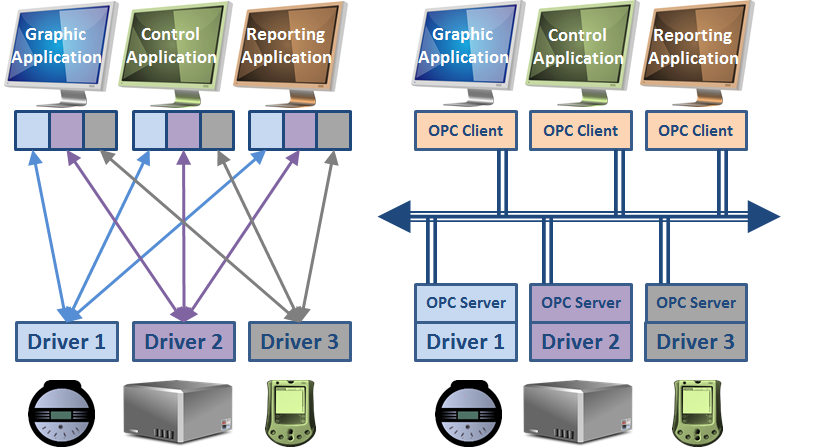 Graphic
Application
Control
Application
Reporting
Application
Graphic
Application
Control
Application
Reporting
Application
OPC Client
OPC Client
OPC Client
OPC Server
OPC Server
OPC Server
Driver 1
Driver 2
Driver 3
Driver 1
Driver 2
Driver 3